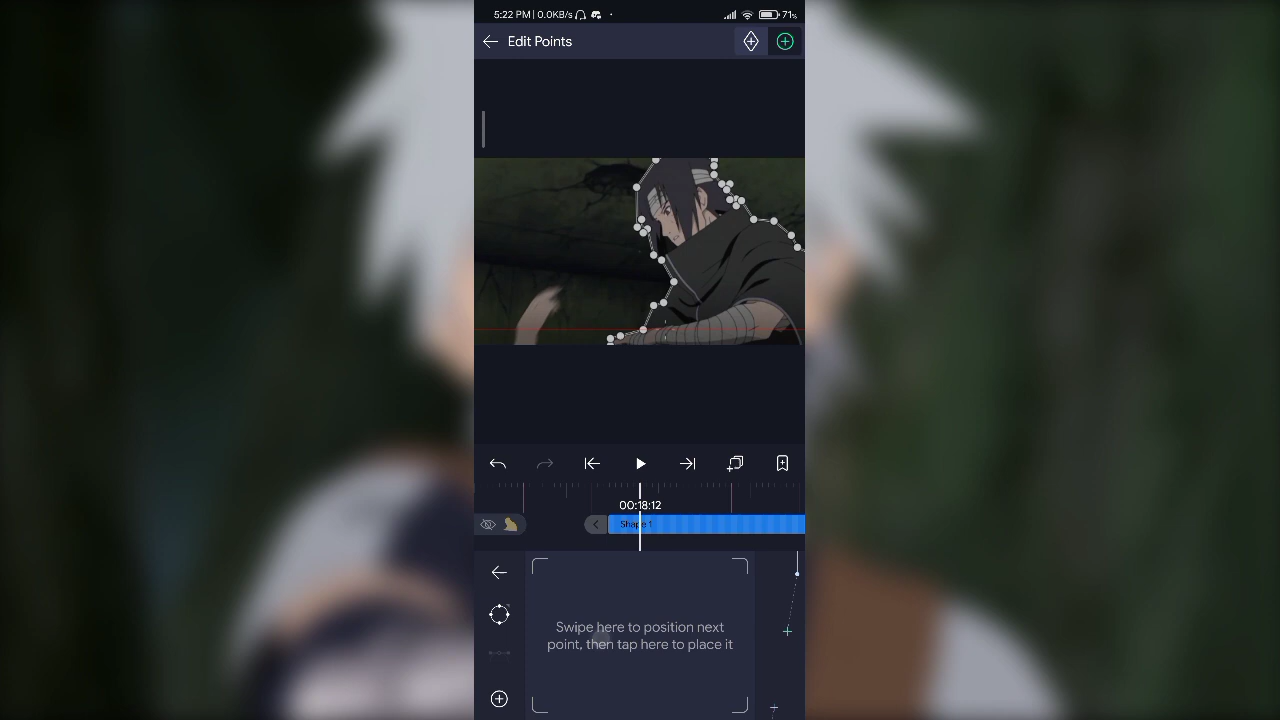 5:22 PM | 0.0KB/s
71%
Edit Points
00:18:12
Shape 1
Swipe here to position next
point, then tap here to place it